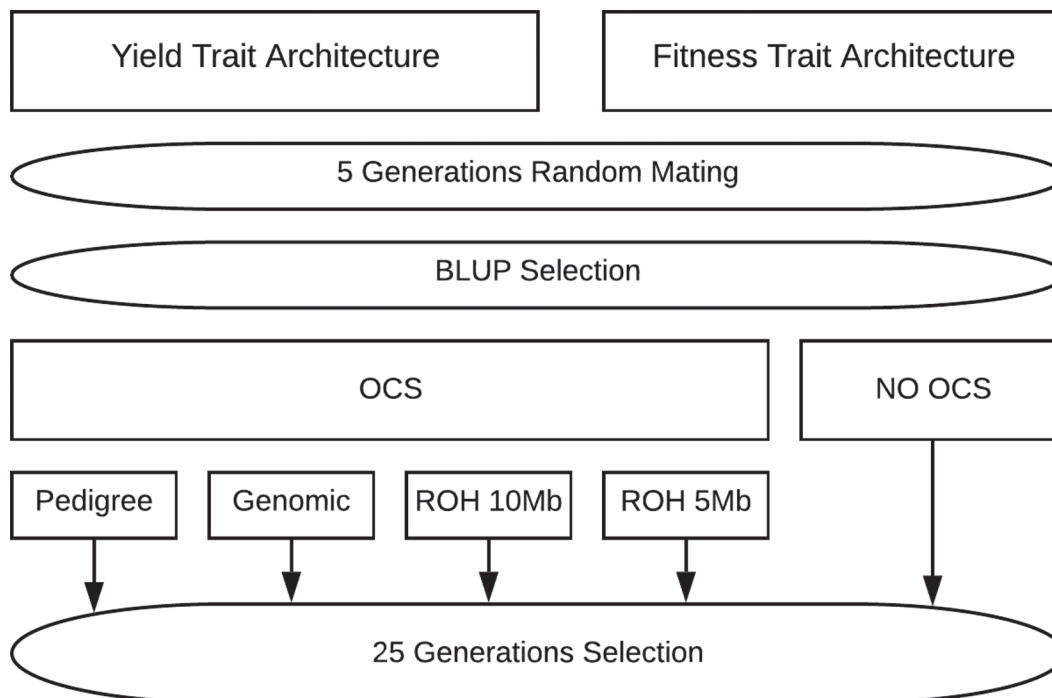 Yield Trait Architecture
Fitness Trait Architecture
5 Generations Random Mating
BLUP Selection
OCS
NO OCS
Pedigree
Genomic
ROH 10Mb
ROH 5Mb
25 Generations Selection